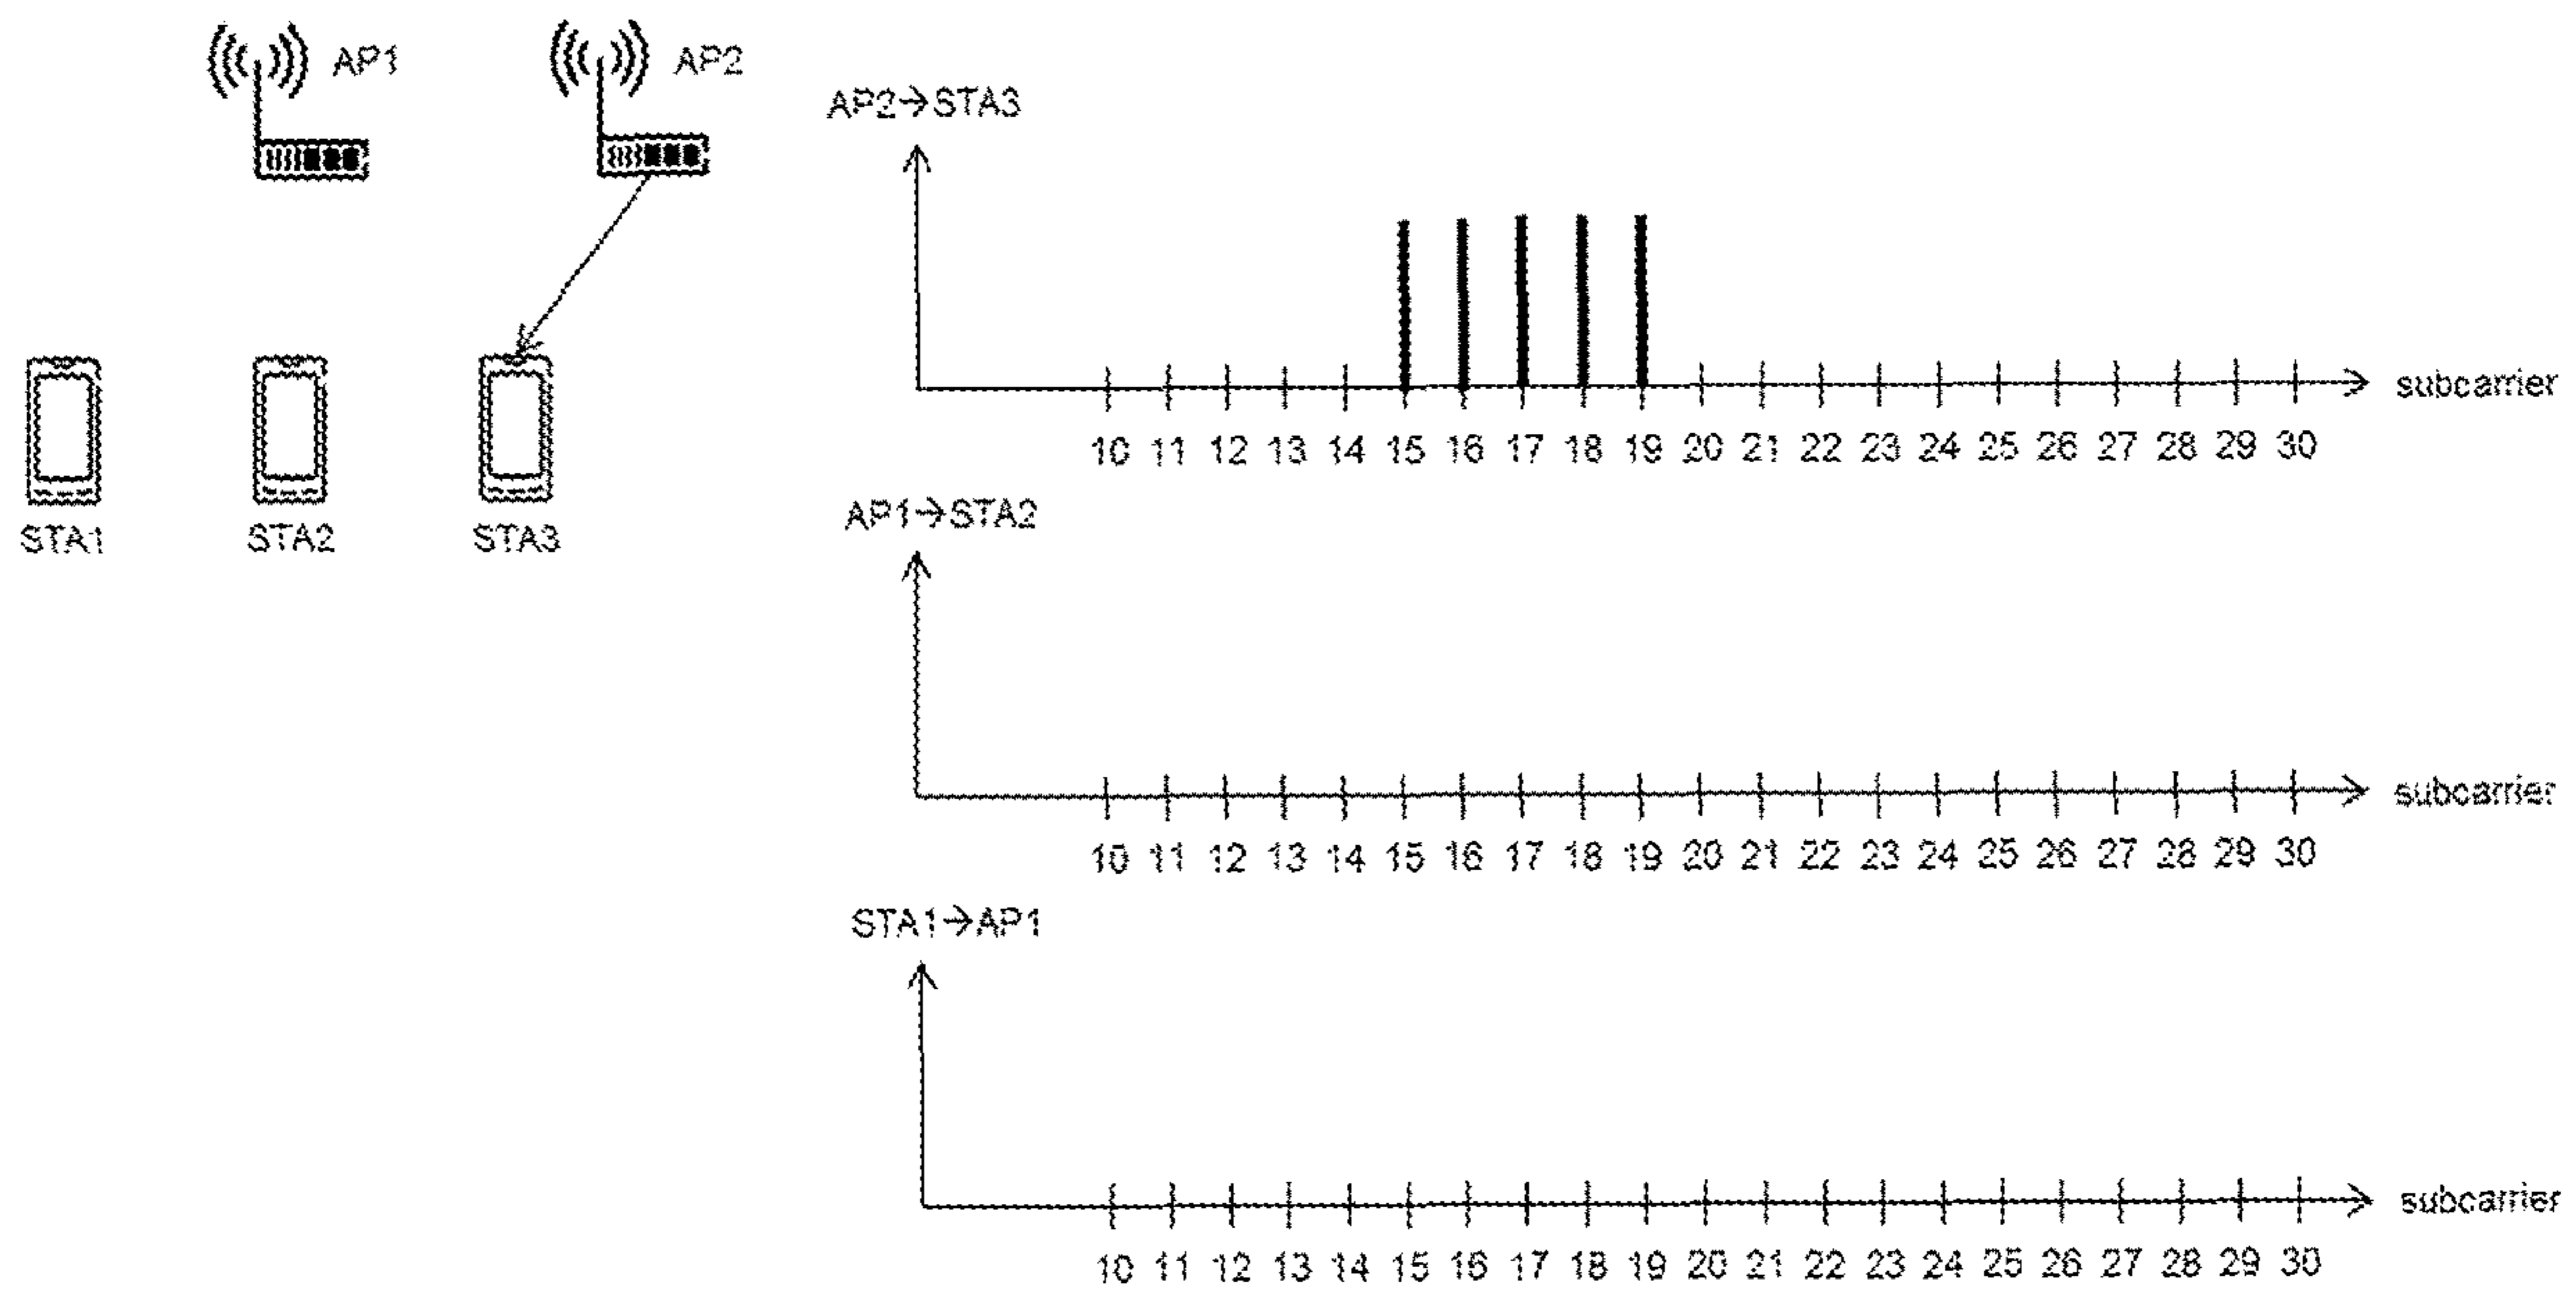 AP1 AP2
AP2→STA3
subcarrier
10 11 12 13 14 15 16 17 18 19 20 21 22 23 24 25 26 27 28 29 30
STA1 STA2 STA3
AP1→STA2
subcarrier
10 11 12 13 14 15 16 17 18 19 20 21 22 23 24 25 26 27 28 29 30
STA1→AP1
subcarrier
10 11 12 13 14 15 16 17 18 19 20 21 22 23 24 25 26 27 28 29 30